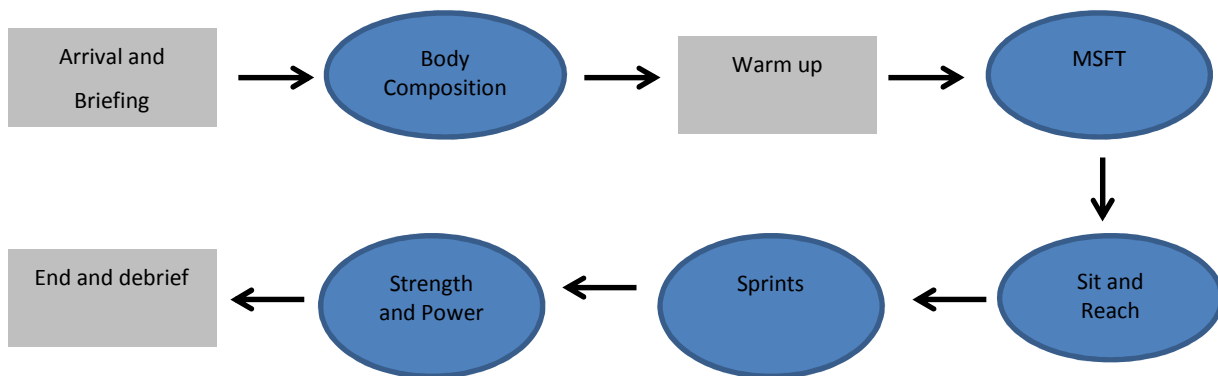 Arrival and
Briefing
Body
Composition
Warm up
MSFT
Sit and
Reach
Sprints
Strength
and Power
End and debrief